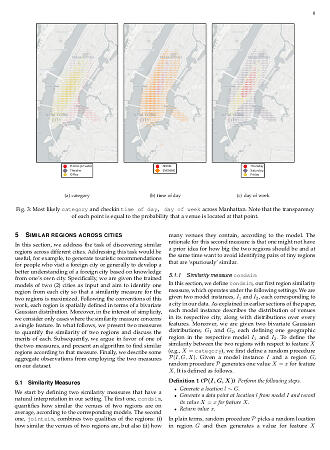 8
(a) category
(b) time of day
(c) day of week
Fig. 3: Most likely category and checkin time of day, day of week across Manhattan. Note that the transparency
of each point is equal to the probability that a venue is located at that point.
5 SIMILAR REGIONS ACROSS CITIES
In this section, we address the task of discovering similar
regions across different cities. Addressing this task would be
useful, for example, to generate touristic recommendations
for people who visit a foreign city or generally to develop a
better understanding of a foreign city based on knowledge
from one's own city. Specifically, we are given the trained
models of two (2) cities as input and aim to identify one
region from each city so that a similarity measure for the
two regions is maximized. Following the conventions of this
work, each region is spatially defined in terms of a bivariate
Gaussian distribution. Moreover, in the interest of simplicity,
we consider only cases where the similarity measure concerns
a single feature. In what follows, we present two measures
to quantify the similarity of two regions and discuss the
merits of each. Subsequently, we argue in favor of one of
the two measures, and present an algorithm to find similar
regions according to that measure. Finally, we describe some
aggregate observations from employing the two measures
on our dataset.
5.1 Similarity Measures
We start by defining two similarity measures that have a
natural interpretation in our setting. The first one, condsim,
quantifies how similar the venues of two regions are on
average, according to the corresponding models. The second
one, jointsim, combines two qualities of the regions: (i)
how similar the venues of two regions are, but also (ii) how
many venues they contain, according to the model. The
rationale for this second measure is that one might not have
a prior idea for how big the two regions should be and at
the same time want to avoid identifying pairs of tiny regions
that are 'spuriously' similar.
5.1.1 Similarity measure condsim
In this section, we define condsim, our first region similarity
measure, which operates under the following settings. We are
given two model instances, I1 and I2, each corresponding to
a city in our data. As explained in earlier sections of the paper,
each model instance describes the distribution of venues
in its respective city, along with distributions over every
features. Moreover, we are given two bivariate Gaussian
distributions, G1 and G2, each defining one geographic
region in the respective model I1 and I2. To define the
similarity between the two regions with respect to feature X
(e.g., X = category), we first define a random procedure
P(I, G, X). Given a model instance I and a region G,
random procedure P generates one value X = x for feature
X. It is defined as follows.
Definition 1 (P(I, G, X)) Perform the following steps.
• Generate a location l ∼ G.
• Generate a data point at location l from model I and record
its value X = x for feature X.
• Return value x.
In plain terms, random procedure P picks a random location
in region G and then generates a value for feature X